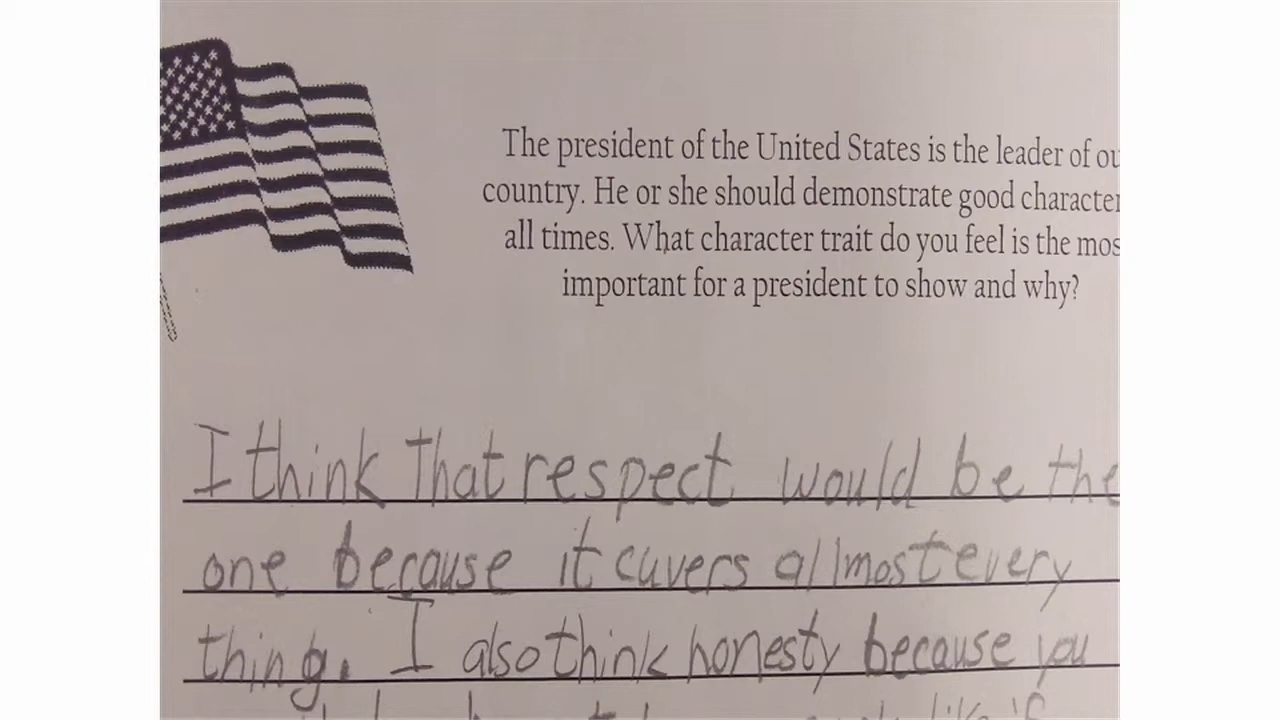 The president of the United States is the leader of ou
country. He or she should demonstrate good character
all times. What character trait do you feel is the mos
important for a president to show and why?
I think That respect would be the
one because it cuvers allmost every
thing. I also think honesty because you
like if